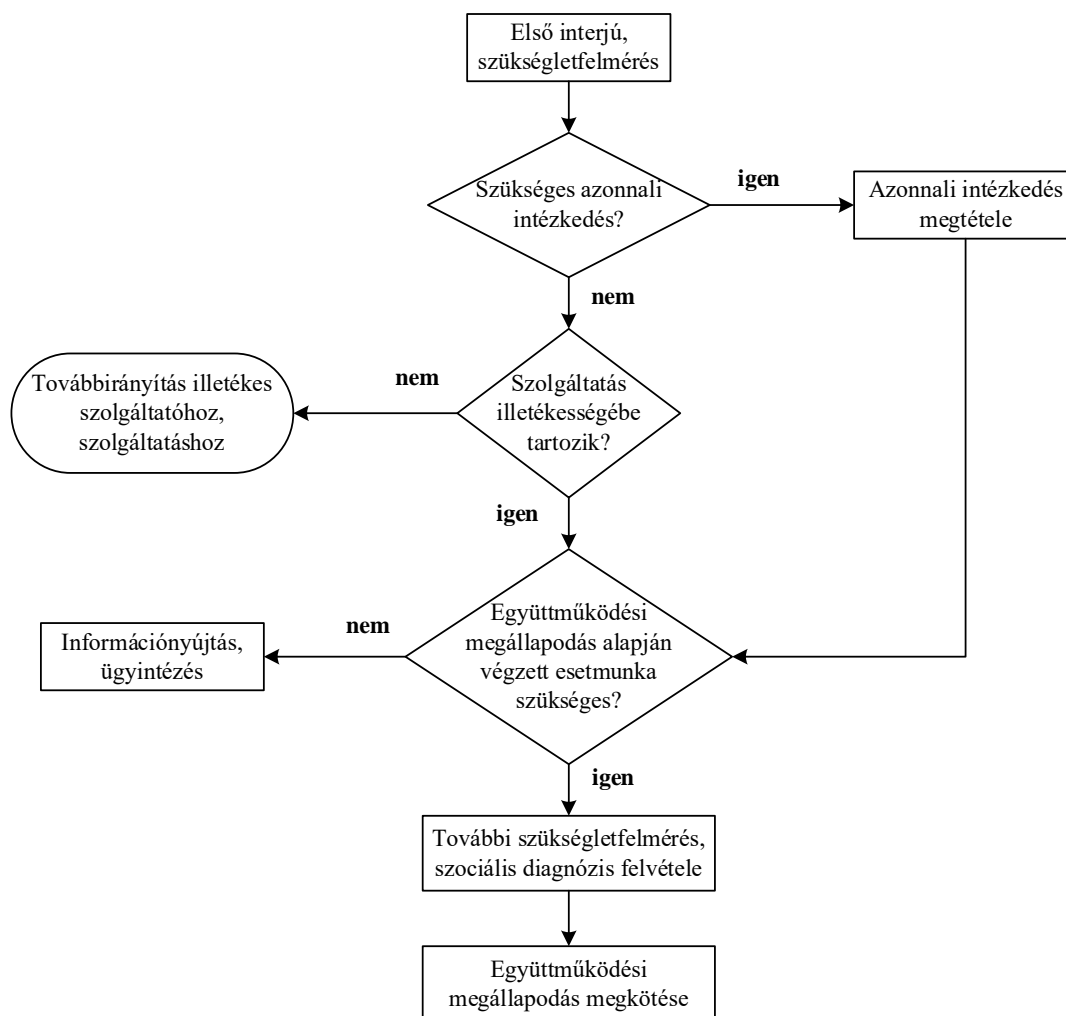 Első interjú,
szükségletfelmérés
Szükséges azonnali
intézkedés?
igen
Azonnali intézkedés
megtétele
nem
Továbbirányítás illetékes
szolgáltatóhoz,
szolgáltatáshoz
nem
Szolgáltatás
illetékességébe
tartozik?
igen
Információnyújtás,
ügyintézés
nem
Együttműködési
megállapodás alapján
végzett esetmunka
szükséges?
igen
További szükségletfelmérés,
szociális diagnózis felvétele
Együttműködési
megállapodás megkötése